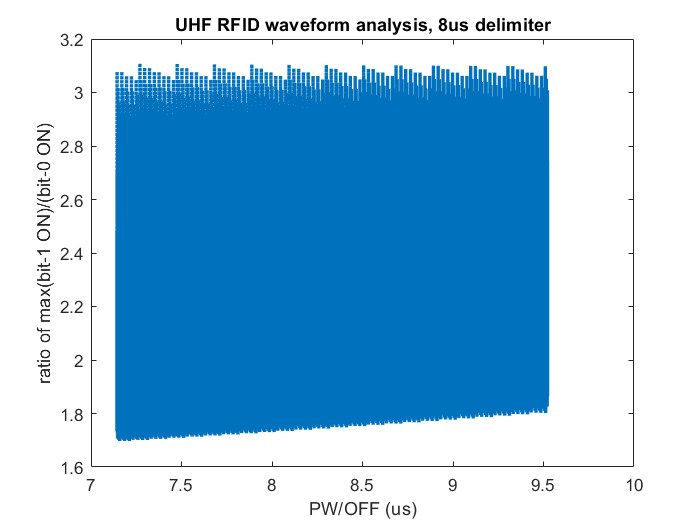 UHF RFID waveform analysis, 8us delimiter
ratio of max(bit-1 ON)/(bit-0 ON)
3.2
3
2.8
2.6
2.4
2.2
2
1.8
1.6
7 7.5 8 8.5 9 9.5 10
PW/OFF (us)